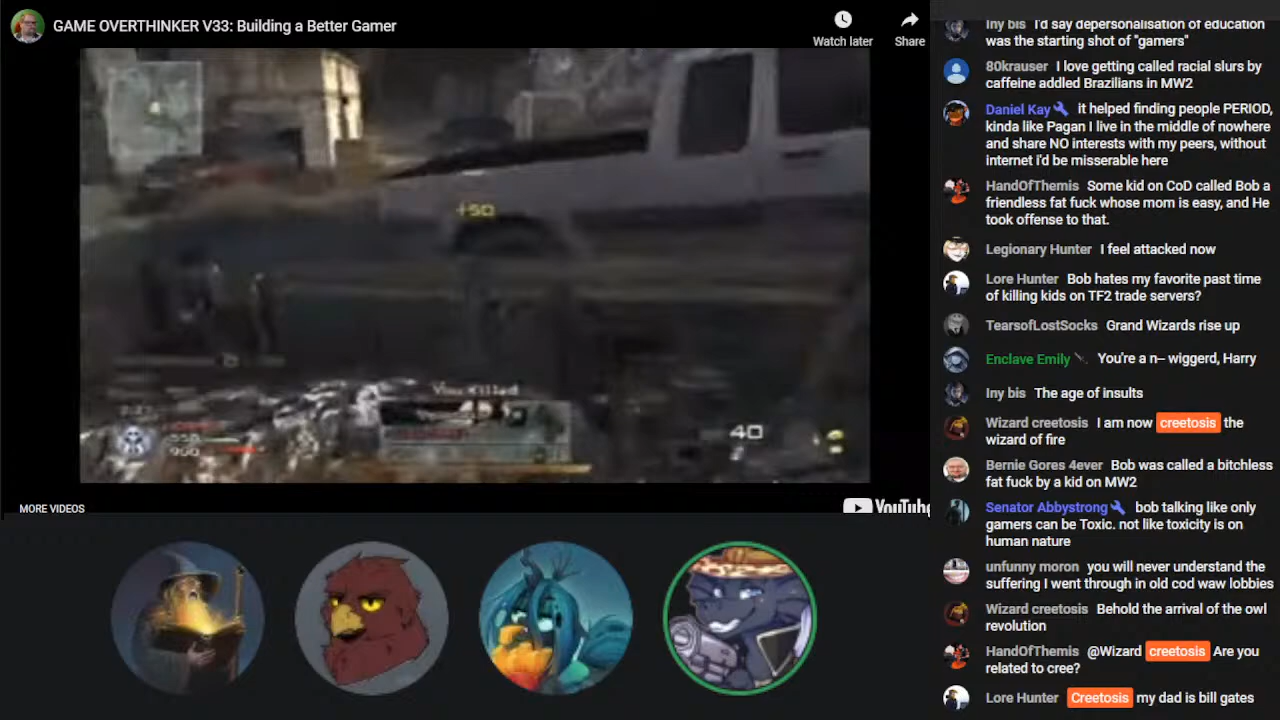 GAME OVERTHINKER V33: Building a Better Gamer
Watch later
Share
+50
You Killed
550
900
40
MORE VIDEOS
YouTube
Iny bis I'd say depersonalisation of education
was the starting shot of "gamers"
80krauser I love getting called racial slurs by
caffeine addled Brazilians in MW2
Daniel Kay it helped finding people PERIOD,
kinda like Pagan I live in the middle of nowhere
and share NO interests with my peers, without
internet i'd be misserable here
HandOfThemis Some kid on CoD called Bob a
friendless fat fuck whose mom is easy, and He
took offense to that.
Legionary Hunter I feel attacked now
Lore Hunter Bob hates my favorite past time
of killing kids on TF2 trade servers?
TearsofLostSocks Grand Wizards rise up
Enclave Emily You're a n-- wiggerd, Harry
Iny bis The age of insults
Wizard creetosis I am now creetosis the
wizard of fire
Bernie Gores 4ever Bob was called a bitchless
fat fuck by a kid on MW2
Senator Abbystrong bob talking like only
gamers can be Toxic. not like toxicity is on
human nature
unfunny moron you will never understand the
suffering I went through in old cod waw lobbies
Wizard creetosis Behold the arrival of the owl
revolution
HandOfThemis @Wizard creetosis Are you
related to cree?
Lore Hunter Creetosis my dad is bill gates